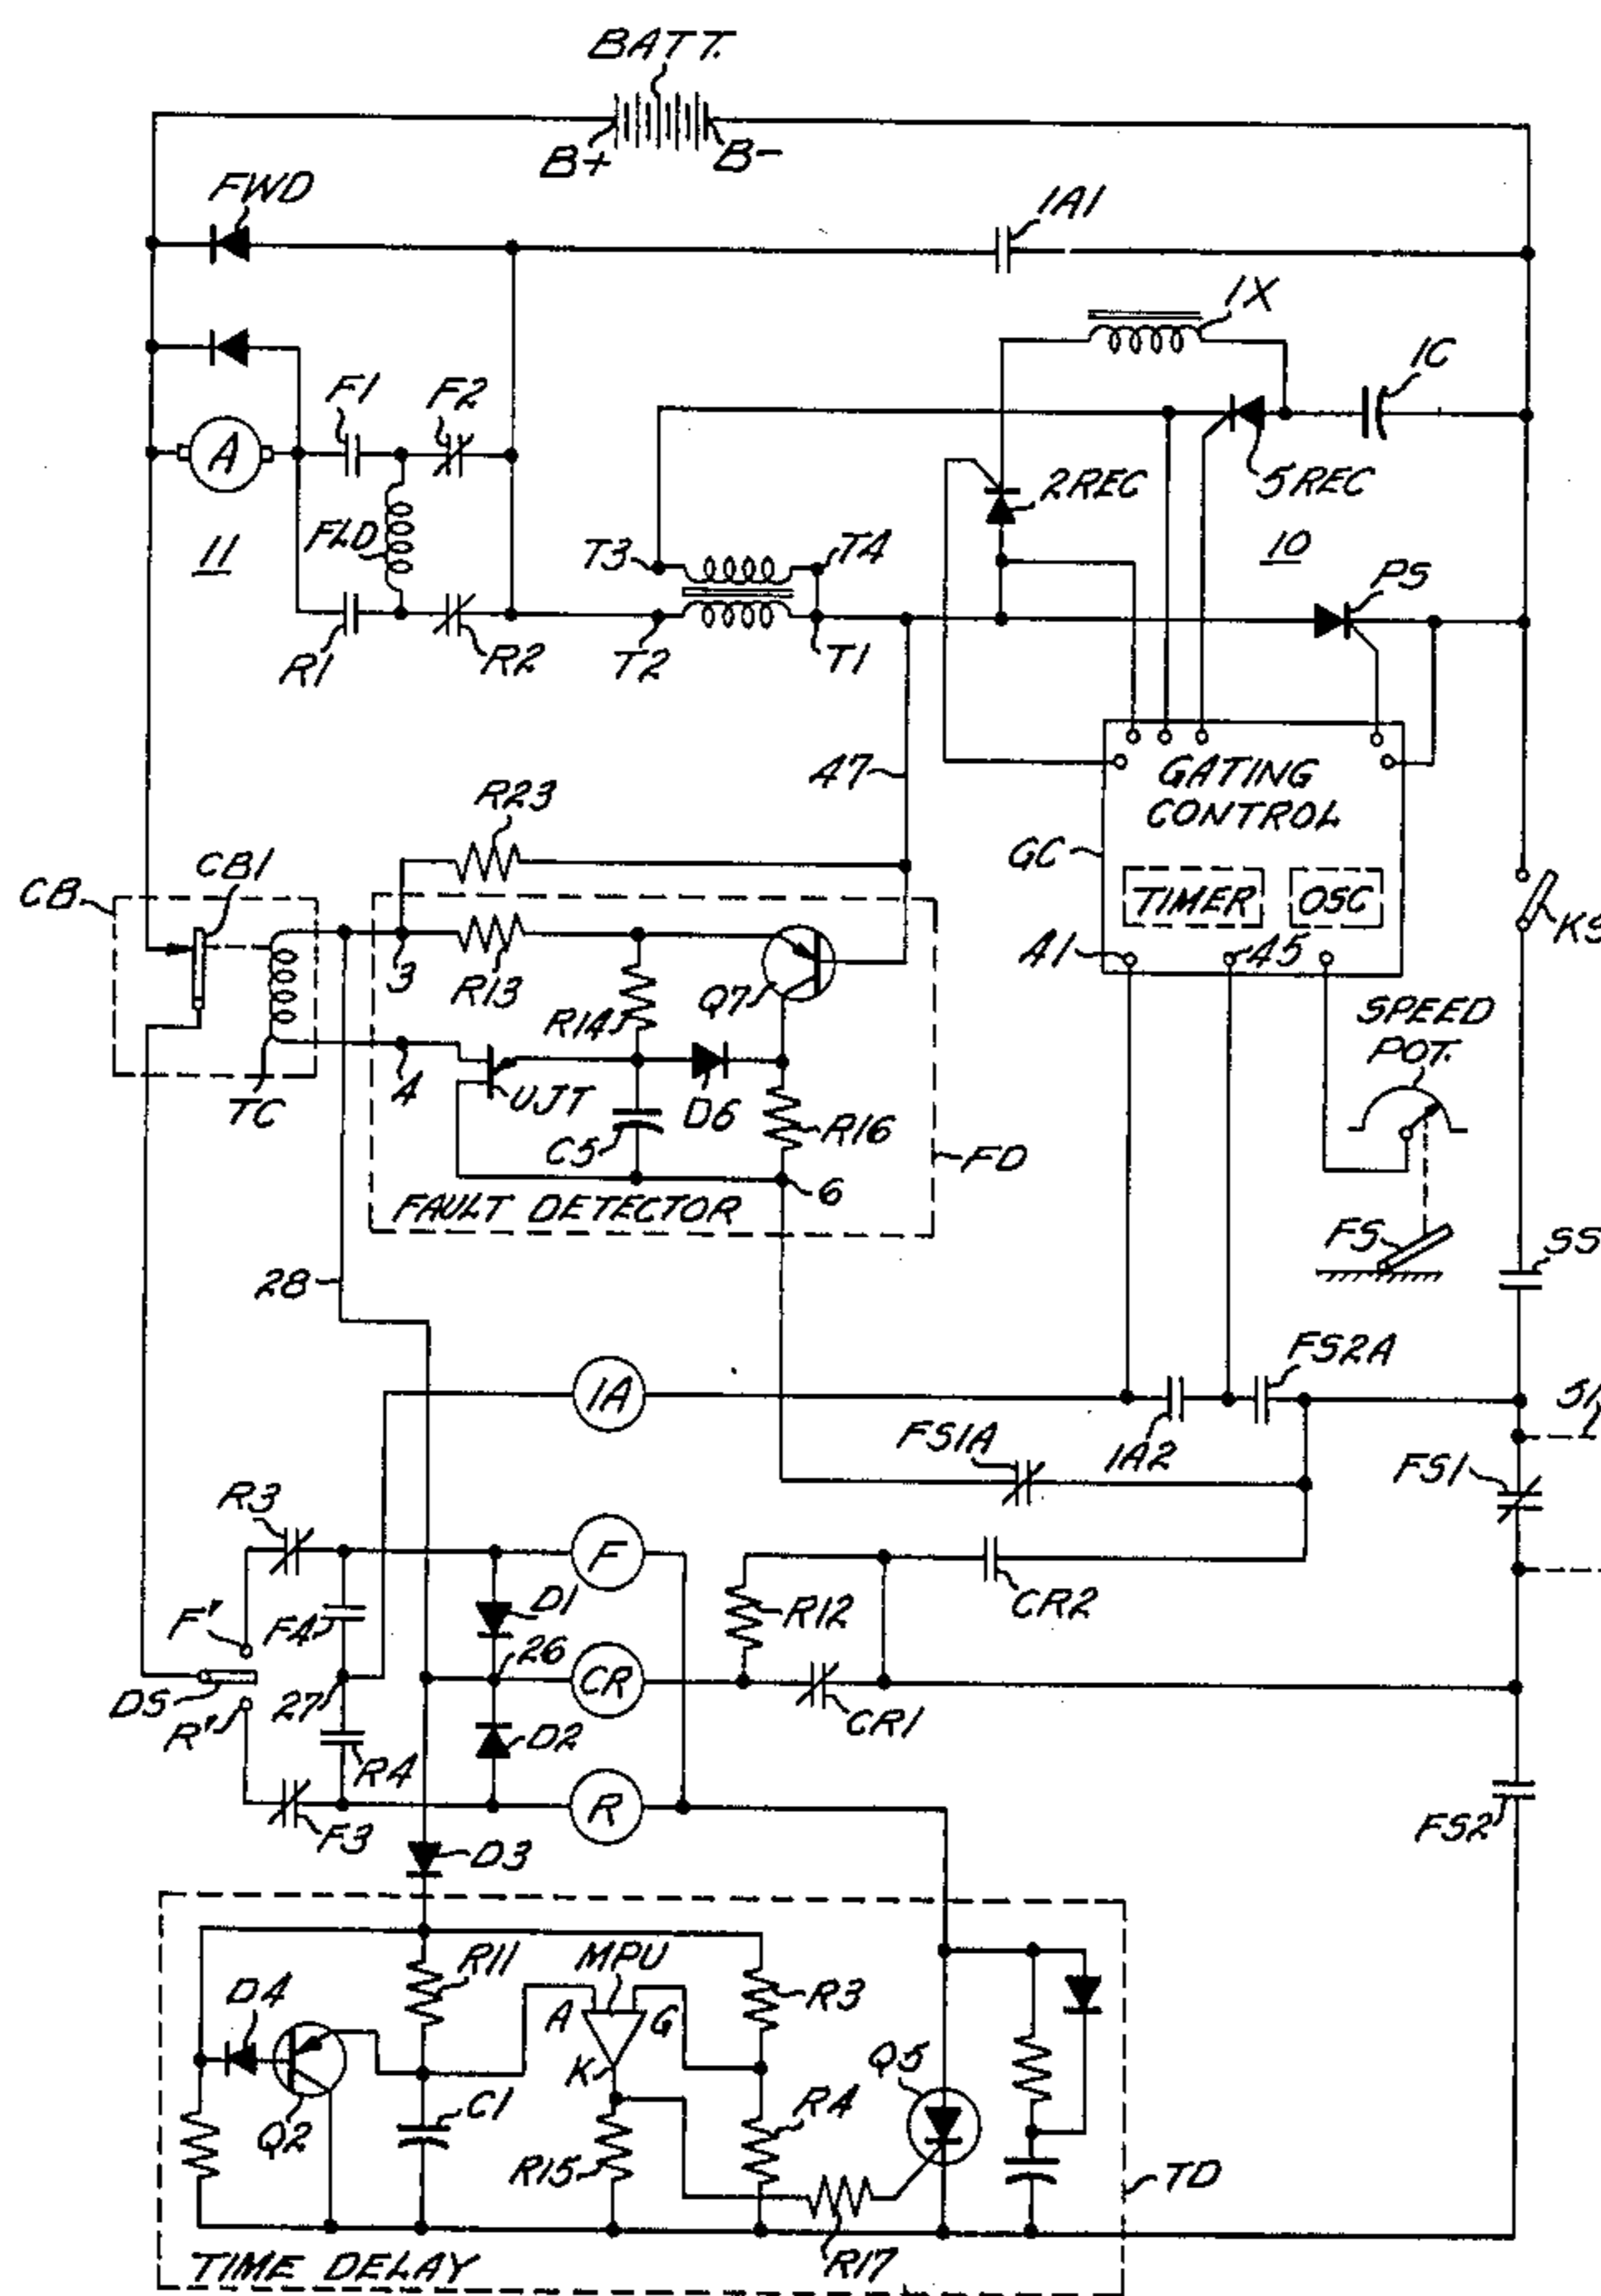 BATT.
B+
B-
FWD
1A1
1X
1C
F1
F2
2REC
5REC
FLD
11
T3
T4
10
PS
R1
R2
T2
T1
47
GATING
CONTROL
R23
GC
CB
CB1
TIMER
OSC
KS
3
R13
Q7
41
45
R14
SPEED
POT.
4
UJT
D6
TC
C5
R16
FD
6
FAULT DETECTOR
FS
SS
28
FS2A
1A
1A2
FS1A
FS1
R3
F
D1
R12
CR2
F'
F4
26
DS
27
CR
R'
D2
CR1
R4
R
F3
FS2
D3
R11
MPU
D4
A
G
R3
K
Q5
C1
Q2
R4
R15
TD
R17
TIME DELAY